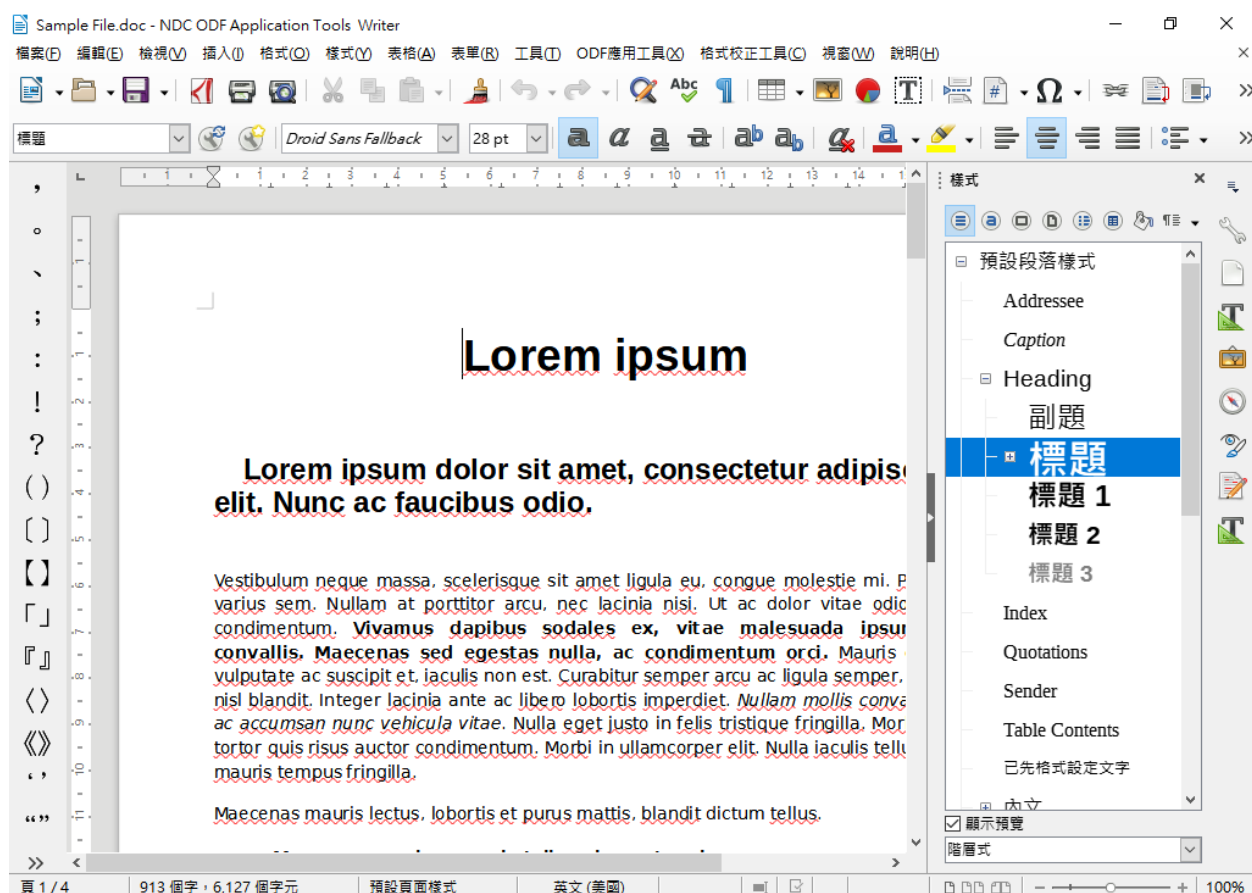 Sample File.doc - NDC ODF Application Tools Writer
檔案(F) 編輯(E) 檢視(V) 插入(I) 格式(O) 樣式(Y) 表格(A) 表單(R) 工具(T) ODF應用工具(X) 格式校正工具(C) 視窗(W) 說明(H)
標題 Droid Sans Fallback 28 pt
樣式
預設段落樣式
Addressee
Caption
Heading
副題
標題
標題 1
標題 2
標題 3
Index
Quotations
Sender
Table Contents
已先格式設定文字
內文
顯示預覽
階層式
Lorem ipsum
Lorem ipsum dolor sit amet, consectetur adipisc
elit. Nunc ac faucibus odio.
Vestibulum neque massa, scelerisque sit amet ligula eu, congue molestie mi. P
varius sem. Nullam at porttitor arcu, nec lacinia nisi. Ut ac dolor vitae odio
condimentum. Vivamus dapibus sodales ex, vitae malesuada ipsum
convallis. Maecenas sed egestas nulla, ac condimentum orci. Mauris
vulputate ac suscipit et, iaculis non est. Curabitur semper arcu ac ligula semper,
nisl blandit. Integer lacinia ante ac libero lobortis imperdiet. Nullam mollis conva
ac accumsan nunc vehicula vitae. Nulla eget justo in felis tristique fringilla. Mor
tortor quis risus auctor condimentum. Morbi in ullamcorper elit. Nulla iaculis tellu
mauris tempus fringilla.
Maecenas mauris lectus, lobortis et purus mattis, blandit dictum tellus.
頁 1 / 4 913 個字，6,127 個字元 預設頁面樣式 英文 (美國) 100%